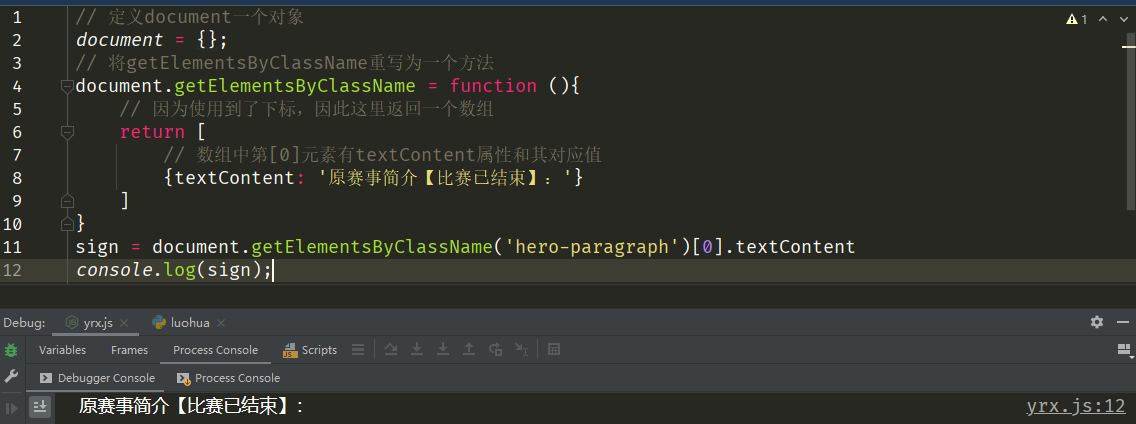 1 // 定义document一个对象
2 document = {};
3 // 将getElementsByClassName重写为一个方法
4 document.getElementsByClassName = function (){
5 // 因为使用到了下标，因此这里返回一个数组
6 return [
7 // 数组中第[0]元素有textContent属性和其对应值
8 {textContent: '原赛事简介【比赛已结束】：'}
9 ]
10 }
11 sign = document.getElementsByClassName('hero-paragraph')[0].textContent
12 console.log(sign);
1
Debug: yrx.js luohua
Variables Frames Process Console Scripts
Debugger Console Process Console
原赛事简介【比赛已结束】： yrx.js:12